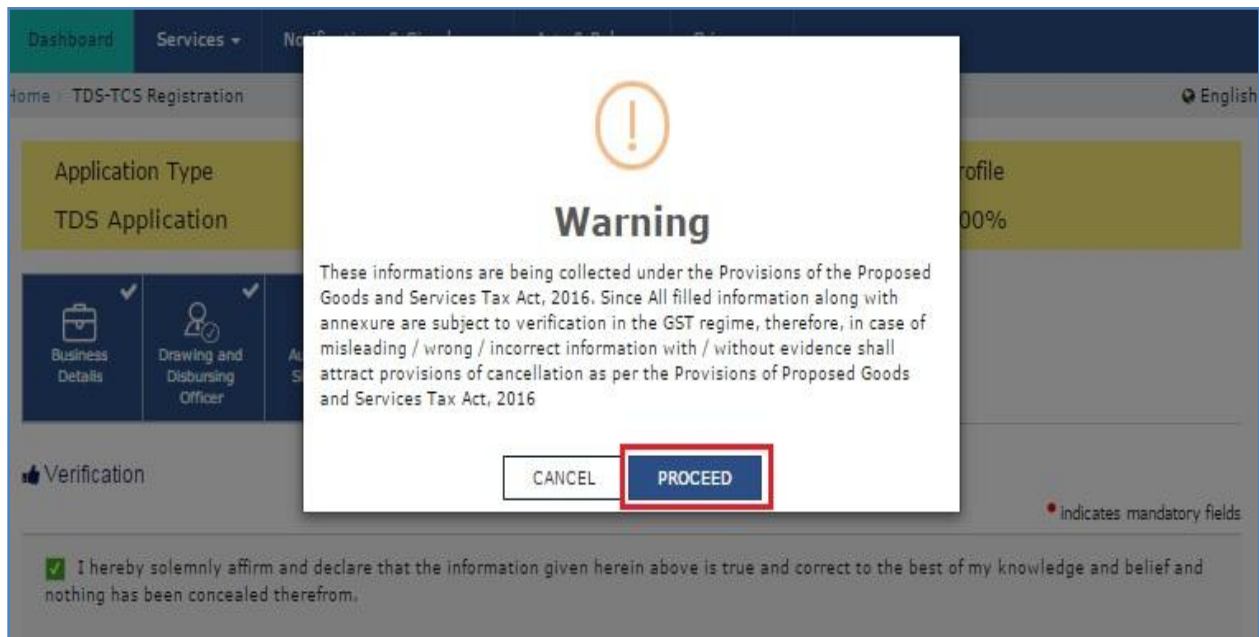 Dashboard Services
Home / TDS-TCS Registration English
Application Type
TDS Application
Business
Details
Drawing and
Disbursing
Officer
Warning
These informations are being collected under the Provisions of the Proposed
Goods and Services Tax Act, 2016. Since All filled information along with
annexure are subject to verification in the GST regime, therefore, in case of
misleading / wrong / incorrect information with / without evidence shall
attract provisions of cancellation as per the Provisions of Proposed Goods
and Services Tax Act, 2016
CANCEL PROCEED
Verification
indicates mandatory fields
I hereby solemnly affirm and declare that the information given herein above is true and correct to the best of my knowledge and belief and
nothing has been concealed therefrom.